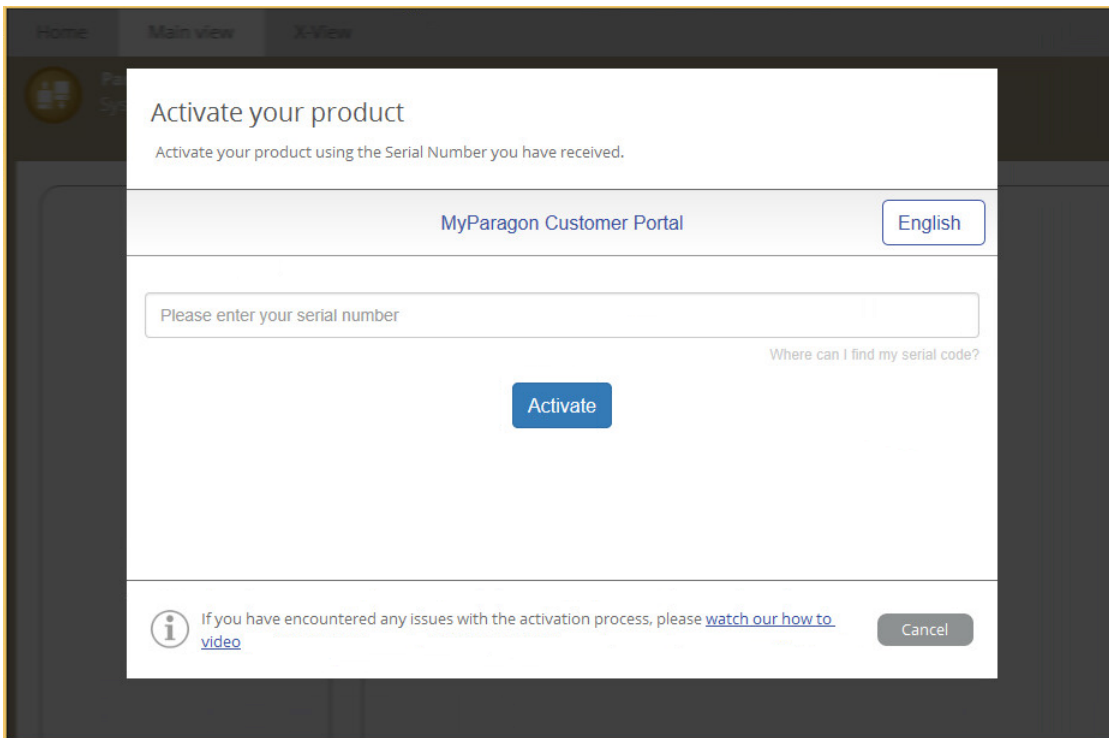 Home Main view X-View
Pa
Sys
Activate your product
Activate your product using the Serial Number you have received.
MyParagon Customer Portal
English
Please enter your serial number
Where can I find my serial code?
Activate
If you have encountered any issues with the activation process, please watch our how to
video
Cancel